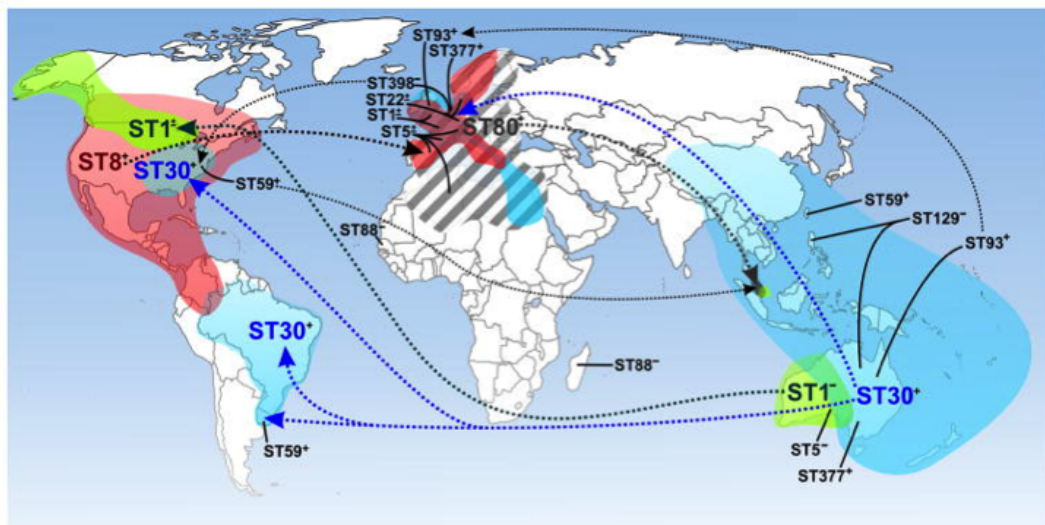 ST93⁺
ST377⁺
ST398⁻
ST22±
ST1±
ST5±
ST80⁺
ST1±
ST8±
ST30⁺
ST59⁺
ST88⁻
ST59⁺
ST129⁻
ST93⁺
ST30⁺
ST88⁻
ST1⁻
ST30⁺
ST59⁺
ST5⁻
ST377⁺